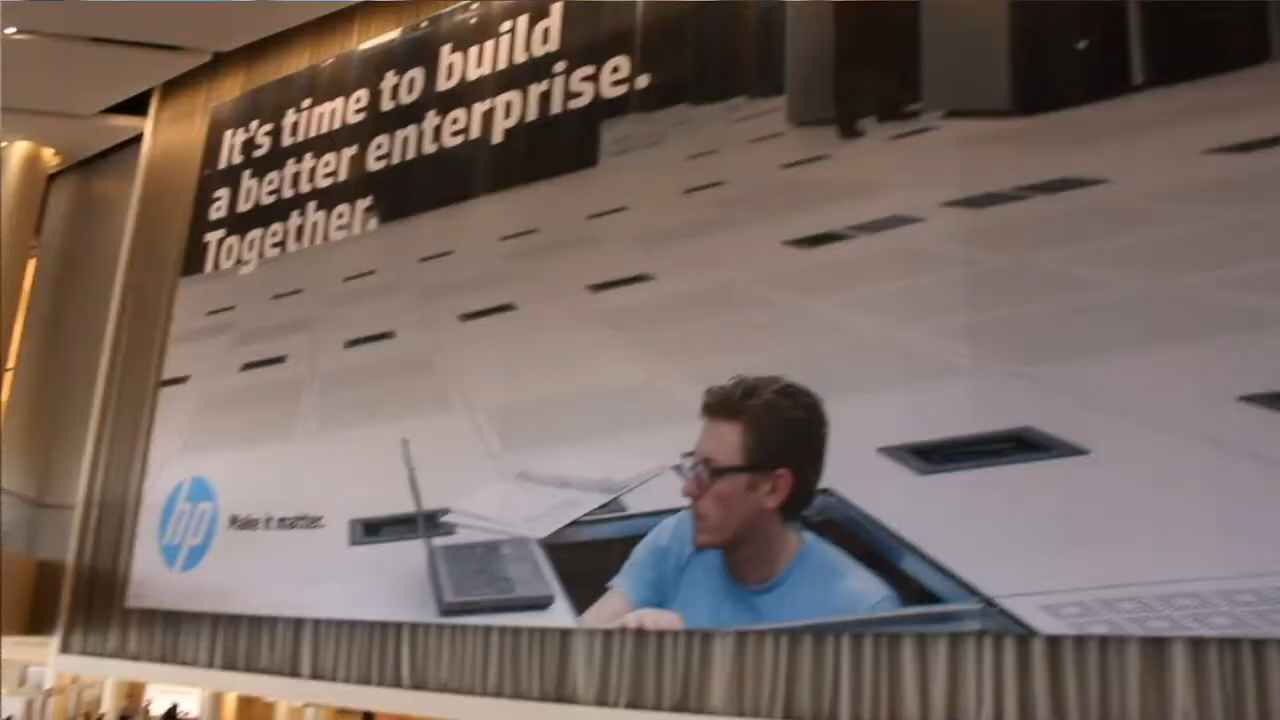 It's time to build
a better enterprise.
Together.
hp
Make it matter.